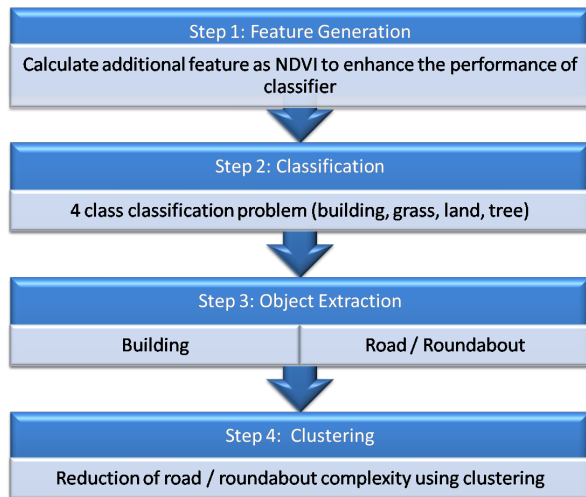 Step 1: Feature Generation
Calculate additional feature as NDVI to enhance the performance of
classifier
Step 2: Classification
4 class classification problem (building, grass, land, tree)
Step 3: Object Extraction
Building
Road / Roundabout
Step 4: Clustering
Reduction of road / roundabout complexity using clustering